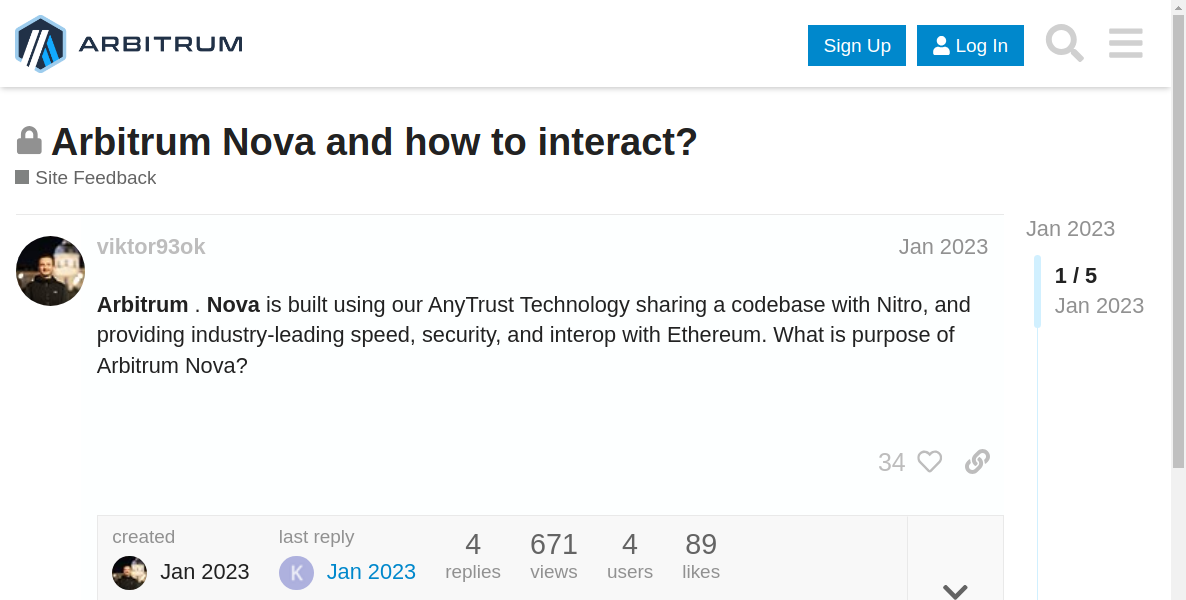 ARBITRUM
Sign Up
Log In
Arbitrum Nova and how to interact?
Site Feedback
viktor93ok
Jan 2023
Arbitrum . Nova is built using our AnyTrust Technology sharing a codebase with Nitro, and
providing industry-leading speed, security, and interop with Ethereum. What is purpose of
Arbitrum Nova?
34
Jan 2023
1 / 5
Jan 2023
created
Jan 2023
last reply
K
Jan 2023
4
replies
671
views
4
users
89
likes